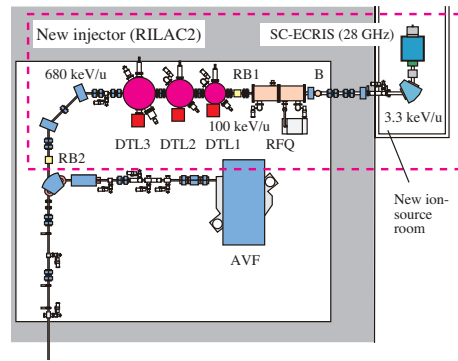 New injector (RILAC2)
SC-ECRIS (28 GHz)
680 keV/u
RB1
B
100 keV/u
3.3 keV/u
DTL3
DTL2
DTL1
RFQ
RB2
New ion-
source
room
AVF